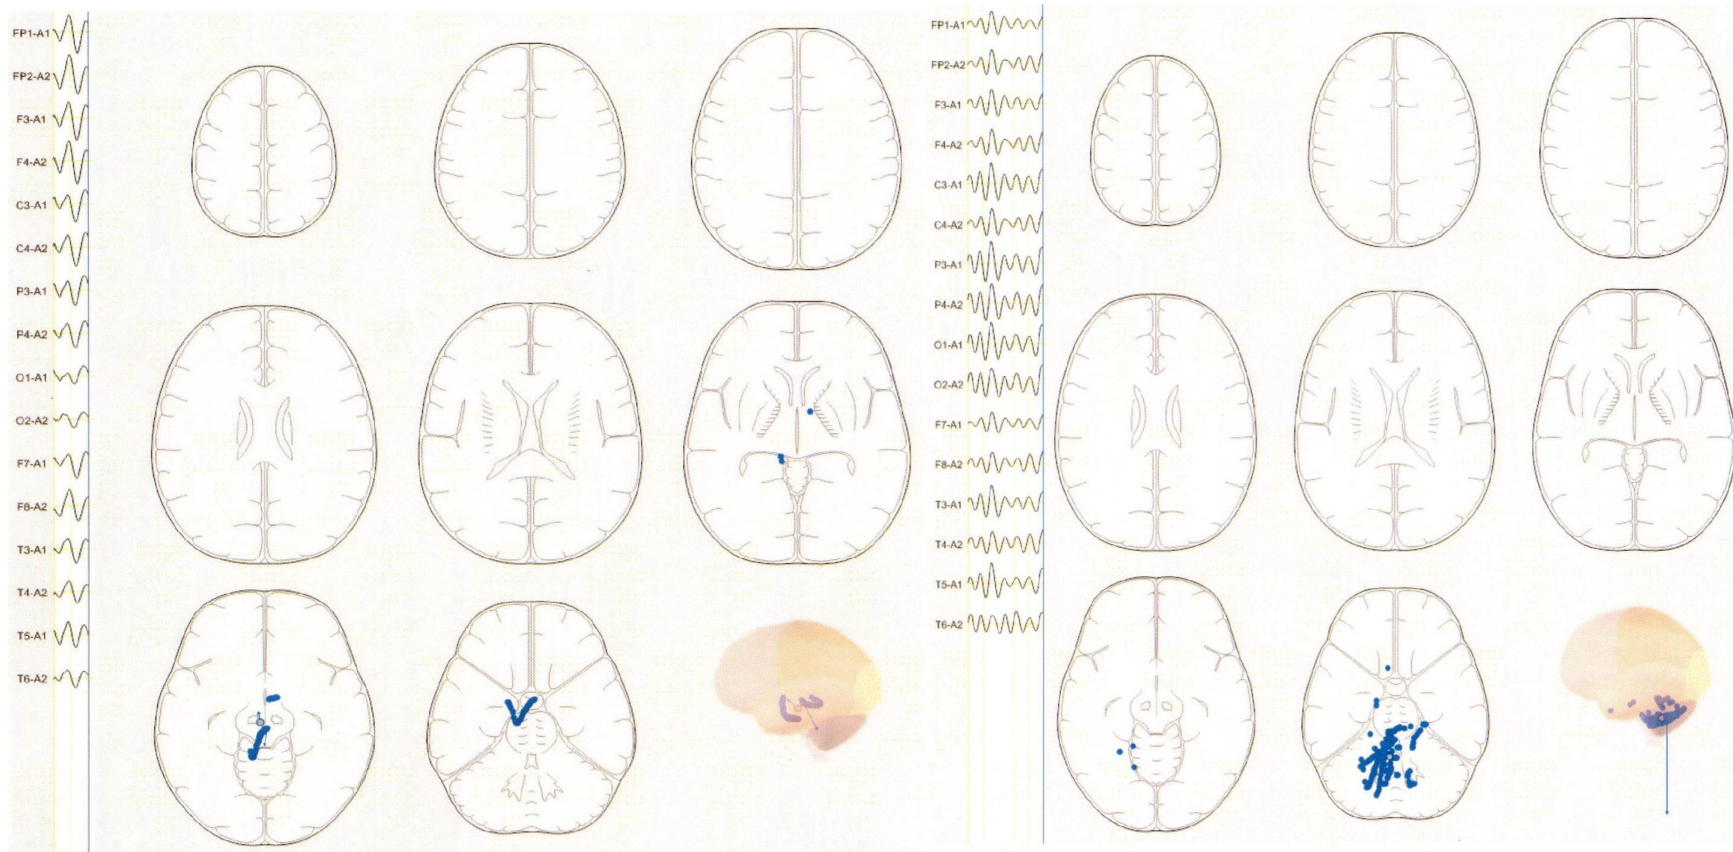 FP1-A1
FP2-A2
F3-A1
F4-A2
C3-A1
C4-A2
P3-A1
P4-A2
O1-A1
O2-A2
F7-A1
F8-A2
T3-A1
T4-A2
T5-A1
T6-A2
FP1-A1
FP2-A2
F3-A1
F4-A2
C3-A1
C4-A2
P3-A1
P4-A2
O1-A1
O2-A2
F7-A1
F8-A2
T3-A1
T4-A2
T5-A1
T6-A2